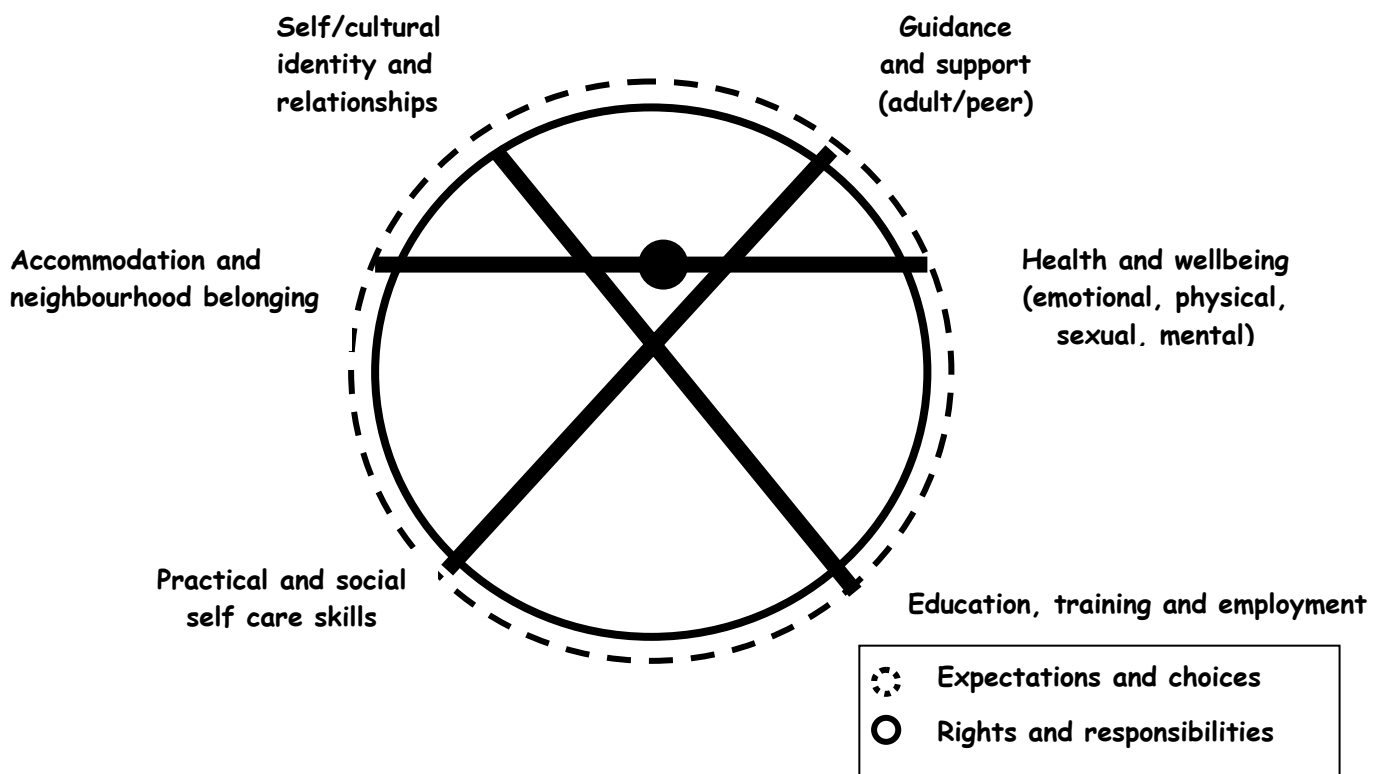 Self/cultural
identity and
relationships
Guidance
and support
(adult/peer)
Accommodation and
neighbourhood belonging
Health and wellbeing
(emotional, physical,
sexual, mental)
Practical and social
self care skills
Education, training and employment
Expectations and choices
Rights and responsibilities